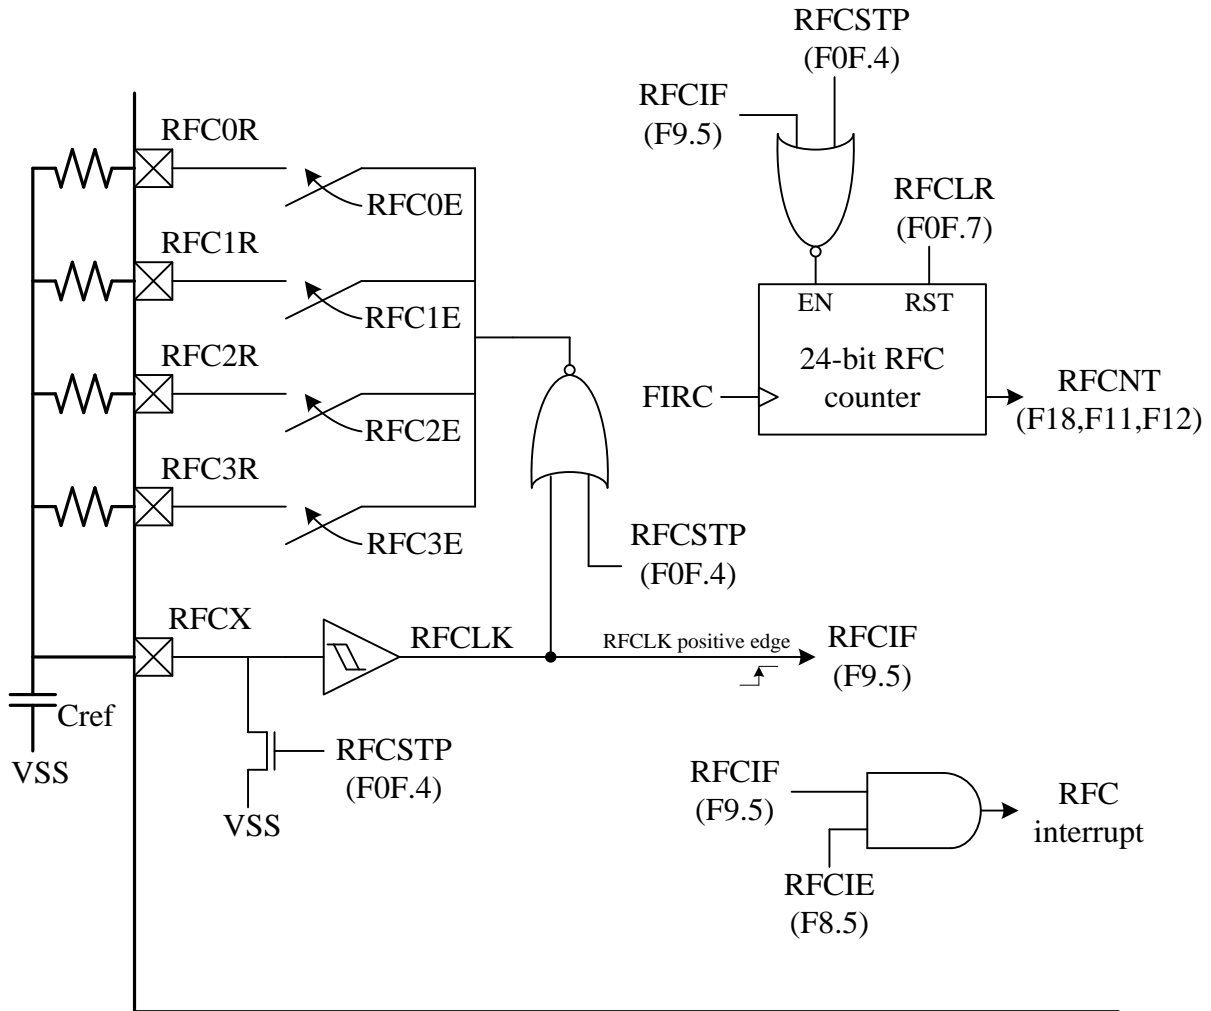 RFCSTP
(F0F.4)
RFCIF
(F9.5)
RFC0R
RFC0E
RFCLR
(F0F.7)
RFC1R
RFC1E
EN
RST
24-bit RFC
counter
FIRC
RFCNT
(F18,F11,F12)
RFC2R
RFC2E
RFC3R
RFC3E
RFCSTP
(F0F.4)
RFCX
RFCLK
RFCLK positive edge
RFCIF
(F9.5)
Cref
VSS
RFCSTP
(F0F.4)
VSS
RFCIF
(F9.5)
RFC
interrupt
RFCIE
(F8.5)